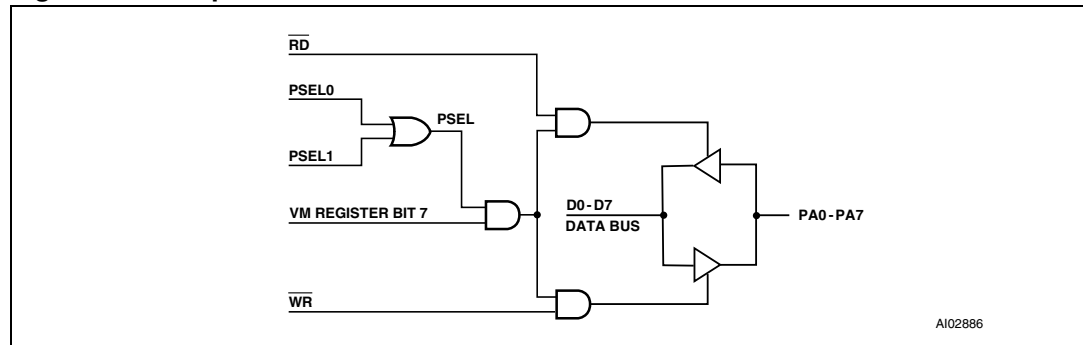 RD
PSEL0
PSEL
PSEL1
D0-D7
VM REGISTER BIT 7
PA0-PA7
DATA BUS
WR
AI02886